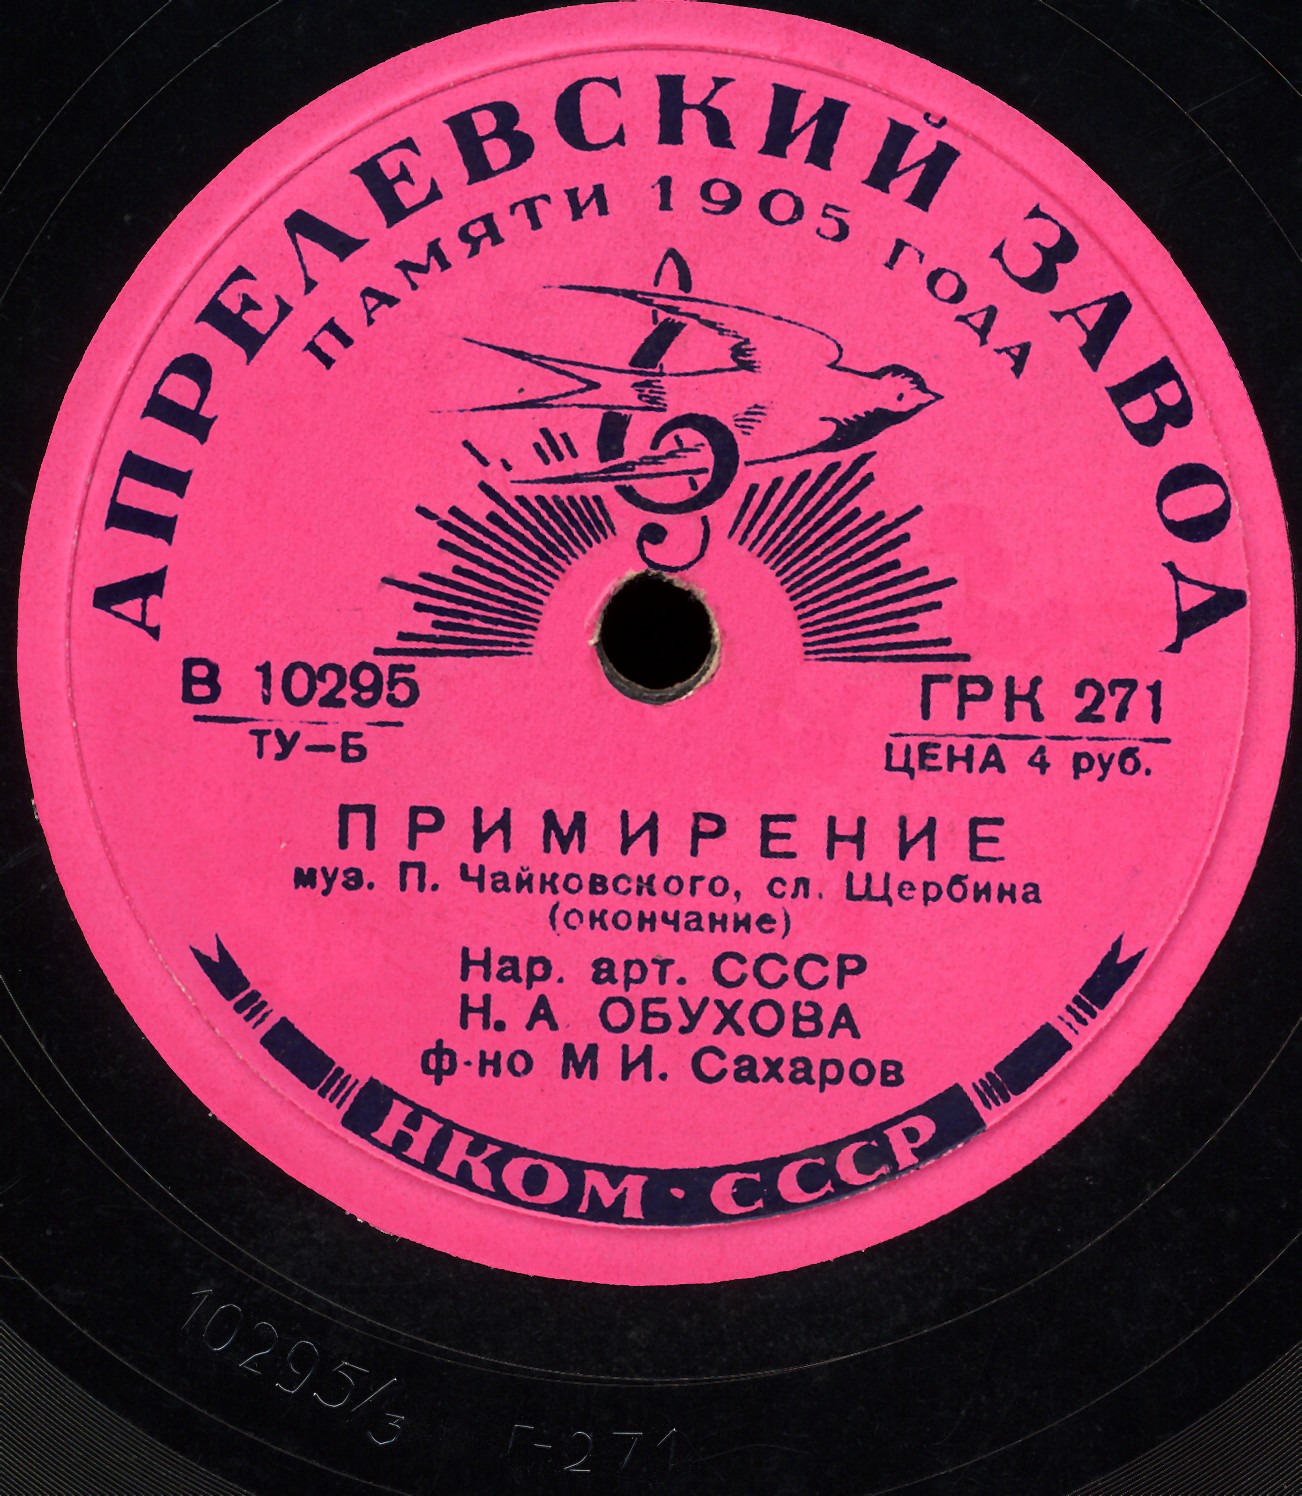 АПРЕЛЕВСКИЙ ЗАВОД
ПАМЯТИ 1905 ГОДА
В 10295
ТУ-Б
ГРК 271
ЦЕНА 4 руб.
ПРИМИРЕНИЕ
муз. П. Чайковского, сл. Щербина
(окончание)
Нар. арт. СССР
Н. А ОБУХОВА
ф-но М И. Сахаров
НКОМ · СССР
10295/3 Г-271